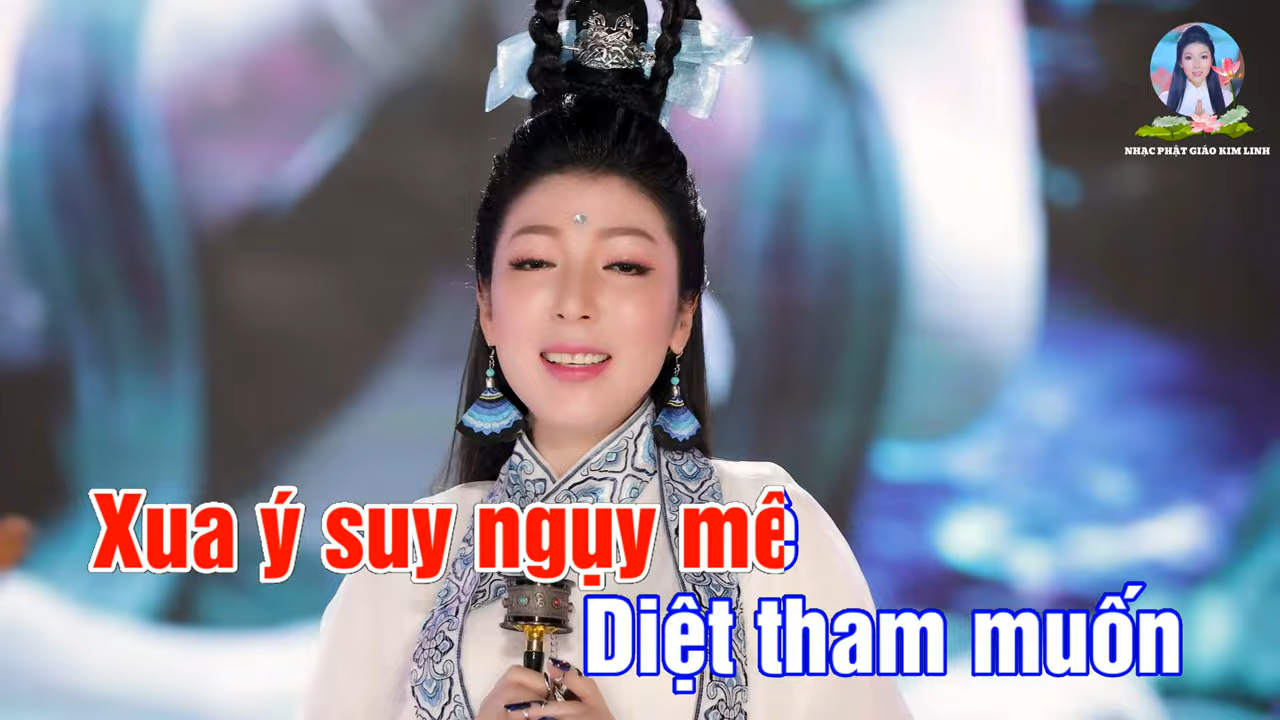 NHẠC PHẬT GIÁO KIM LINH
Xua ý suy ngụy mê
Diệt tham muốn